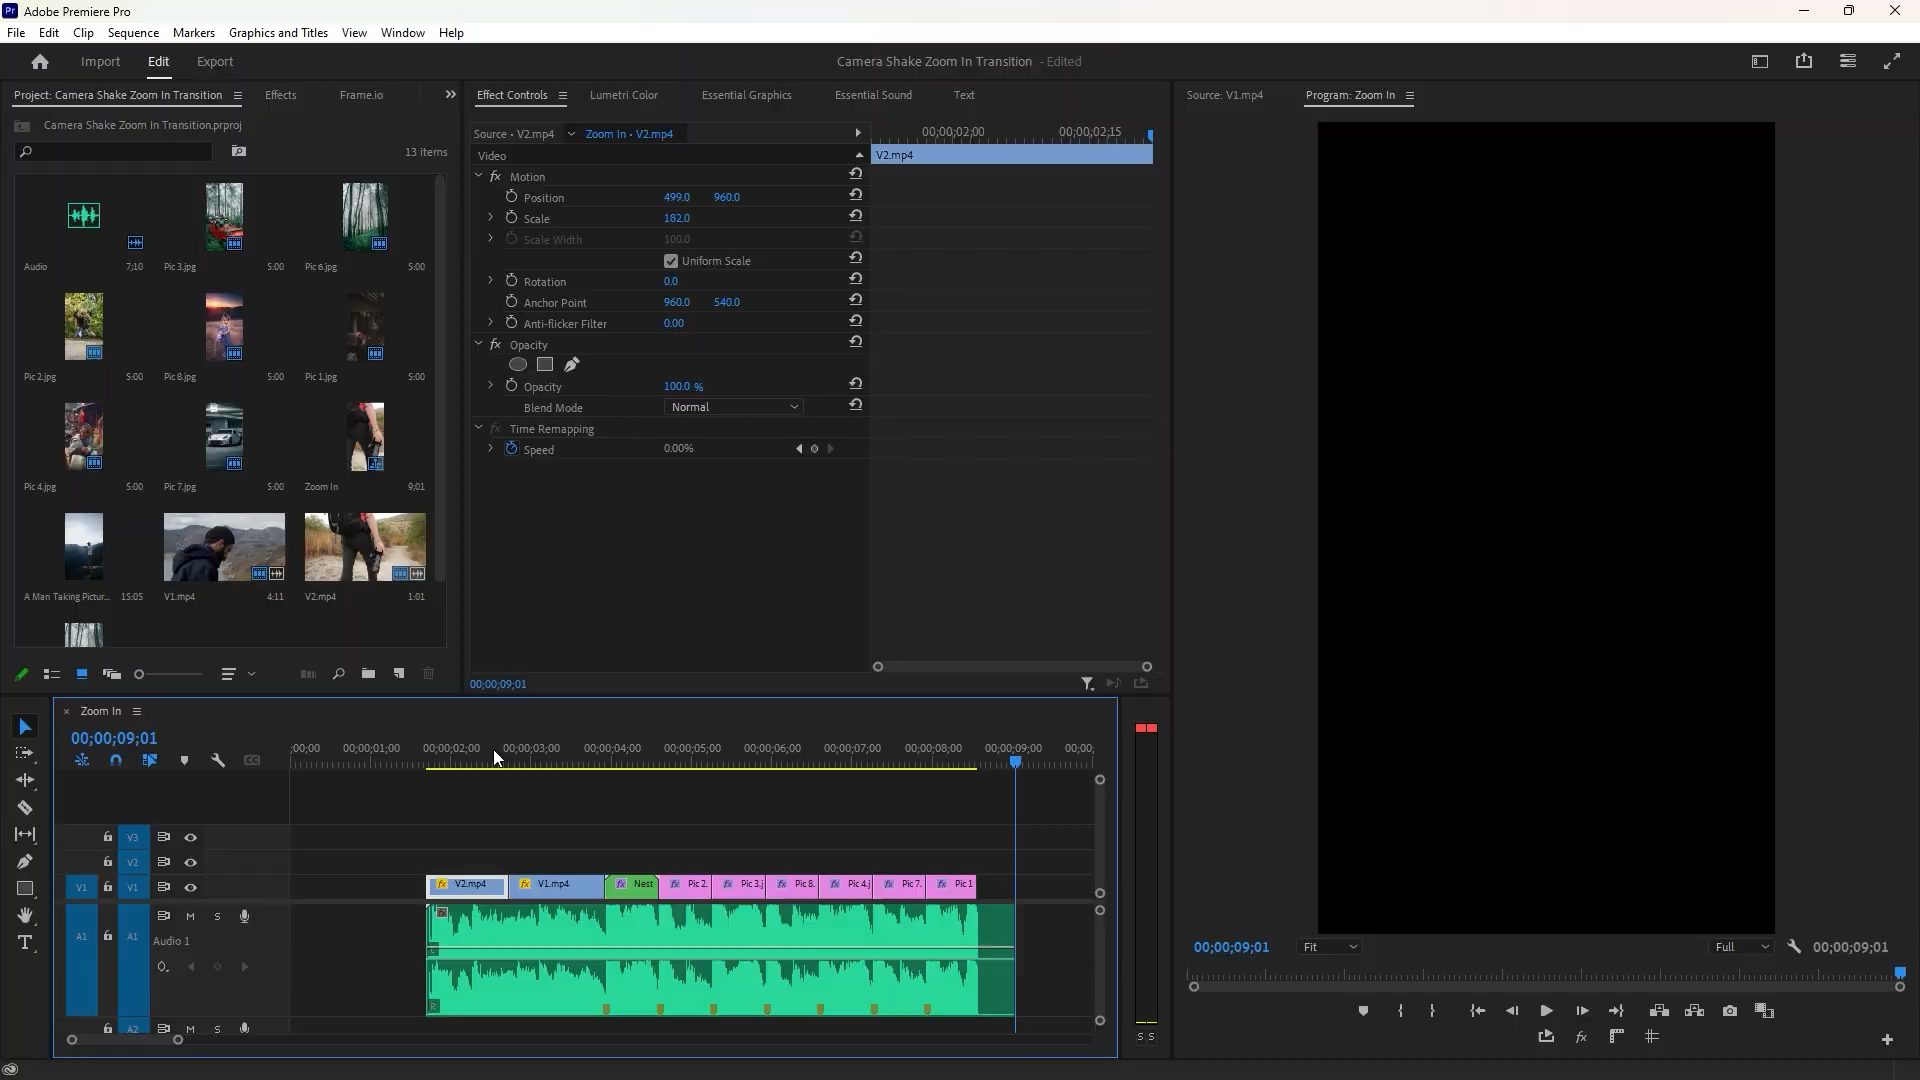 Adobe Premiere Pro
File Edit Clip Sequence Markers Graphics and Titles View Window Help
Import Edit Export
Camera Shake Zoom In Transition - Edited
Project: Camera Shake Zoom In Transition
Effects
Frame.io
Camera Shake Zoom In Transition.prproj
13 items
Audio 7;10
Pic 3.jpg 5:00
Pic 6.jpg 5:00
Pic 2.jpg 5:00
Pic 8.jpg 5:00
Pic 1.jpg 5:00
Pic 4.jpg 5:00
Pic 7.jpg 5:00
Zoom In 9;01
A Man Taking Pictur... 15:05
V1.mp4 4:11
V2.mp4 1:01
Effect Controls
Lumetri Color
Essential Graphics
Essential Sound
Text
Source • V2.mp4
Zoom In • V2.mp4
00;00;02;00
00;00;02;15
Video
V2.mp4
fx Motion
Position 499.0 960.0
Scale 182.0
Scale Width 100.0
Uniform Scale
Rotation 0.0
Anchor Point 960.0 540.0
Anti-flicker Filter 0.00
fx Opacity
Opacity 100.0 %
Blend Mode Normal
fx Time Remapping
Speed 0.00%
00;00;09;01
Source: V1.mp4
Program: Zoom In
00;00;09;01
Fit
Full
00;00;09;01
fx
× Zoom In
00;00;09;01
;00;00 00;00;01;00 00;00;02;00 00;00;03;00 00;00;04;00 00;00;05;00 00;00;06;00 00;00;07;00 00;00;08;00 00;00;09;00 00;00;
V3
V2
V1 V1
fx V2.mp4
fx V1.mp4
fx Nest
fx Pic 2.
fx Pic 3.j
fx Pic 8.
fx Pic 4.j
fx Pic 7.
fx Pic 1
A1 A1 M S
Audio 1
L
R
A2 M S
S S